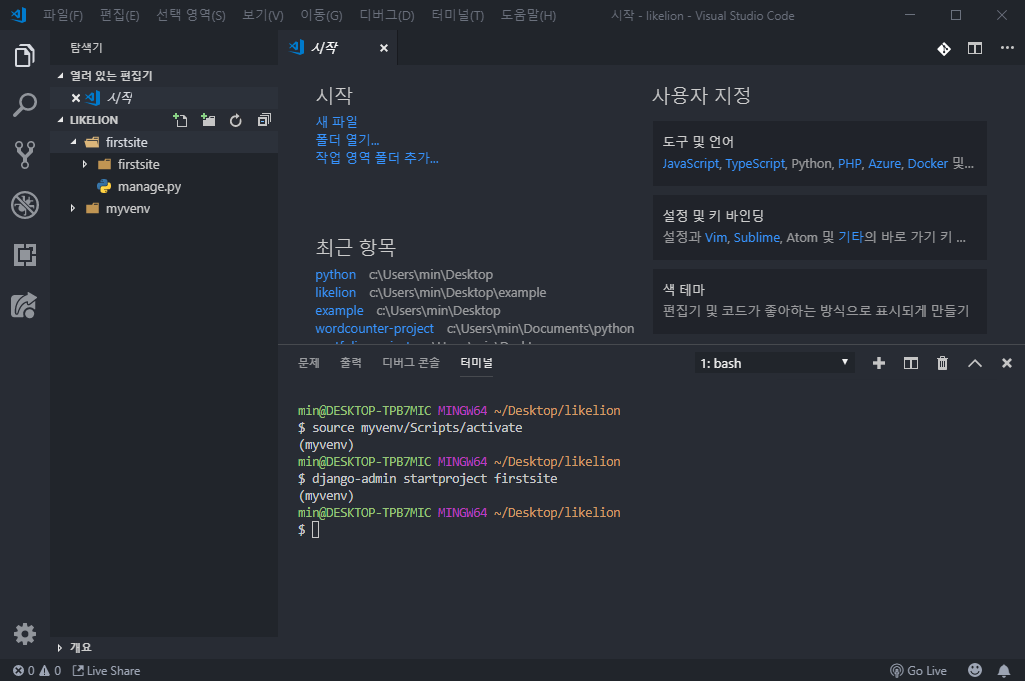 파일(F) 편집(E) 선택 영역(S) 보기(V) 이동(G) 디버그(D) 터미널(T) 도움말(H) 시작 - likelion - Visual Studio Code
탐색기
열려 있는 편집기
시작
LIKELION
firstsite
firstsite
manage.py
myvenv
개요
시작
시작
새 파일
폴더 열기...
작업 영역 폴더 추가...
최근 항목
python c:\Users\min\Desktop
likelion c:\Users\min\Desktop\example
example c:\Users\min\Desktop
wordcounter-project c:\Users\min\Documents\python
사용자 지정
도구 및 언어
JavaScript, TypeScript, Python, PHP, Azure, Docker 및...
설정 및 키 바인딩
설정과 Vim, Sublime, Atom 및 기타의 바로 가기 키 ...
색 테마
편집기 및 코드가 좋아하는 방식으로 표시되게 만들기
문제 출력 디버그 콘솔 터미널 1: bash
min@DESKTOP-TPB7MIC MINGW64 ~/Desktop/likelion
$ source myvenv/Scripts/activate
(myvenv)
min@DESKTOP-TPB7MIC MINGW64 ~/Desktop/likelion
$ django-admin startproject firstsite
(myvenv)
min@DESKTOP-TPB7MIC MINGW64 ~/Desktop/likelion
$
0 0 Live Share Go Live